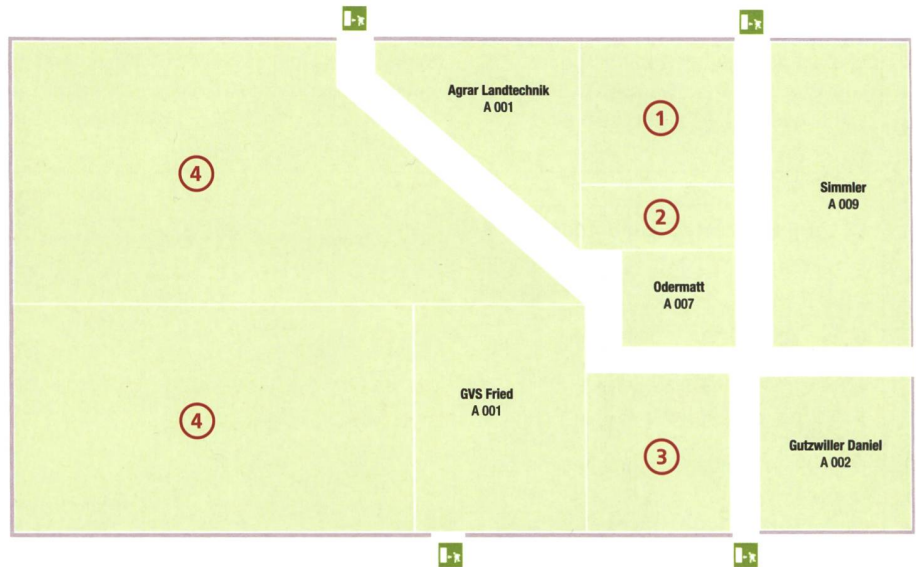 Agrar Landtechnik
A 001
1
4
Simmler
A 009
2
Odermatt
A 007
GVS Fried
A 001
4
3
Gutzwiller Daniel
A 002